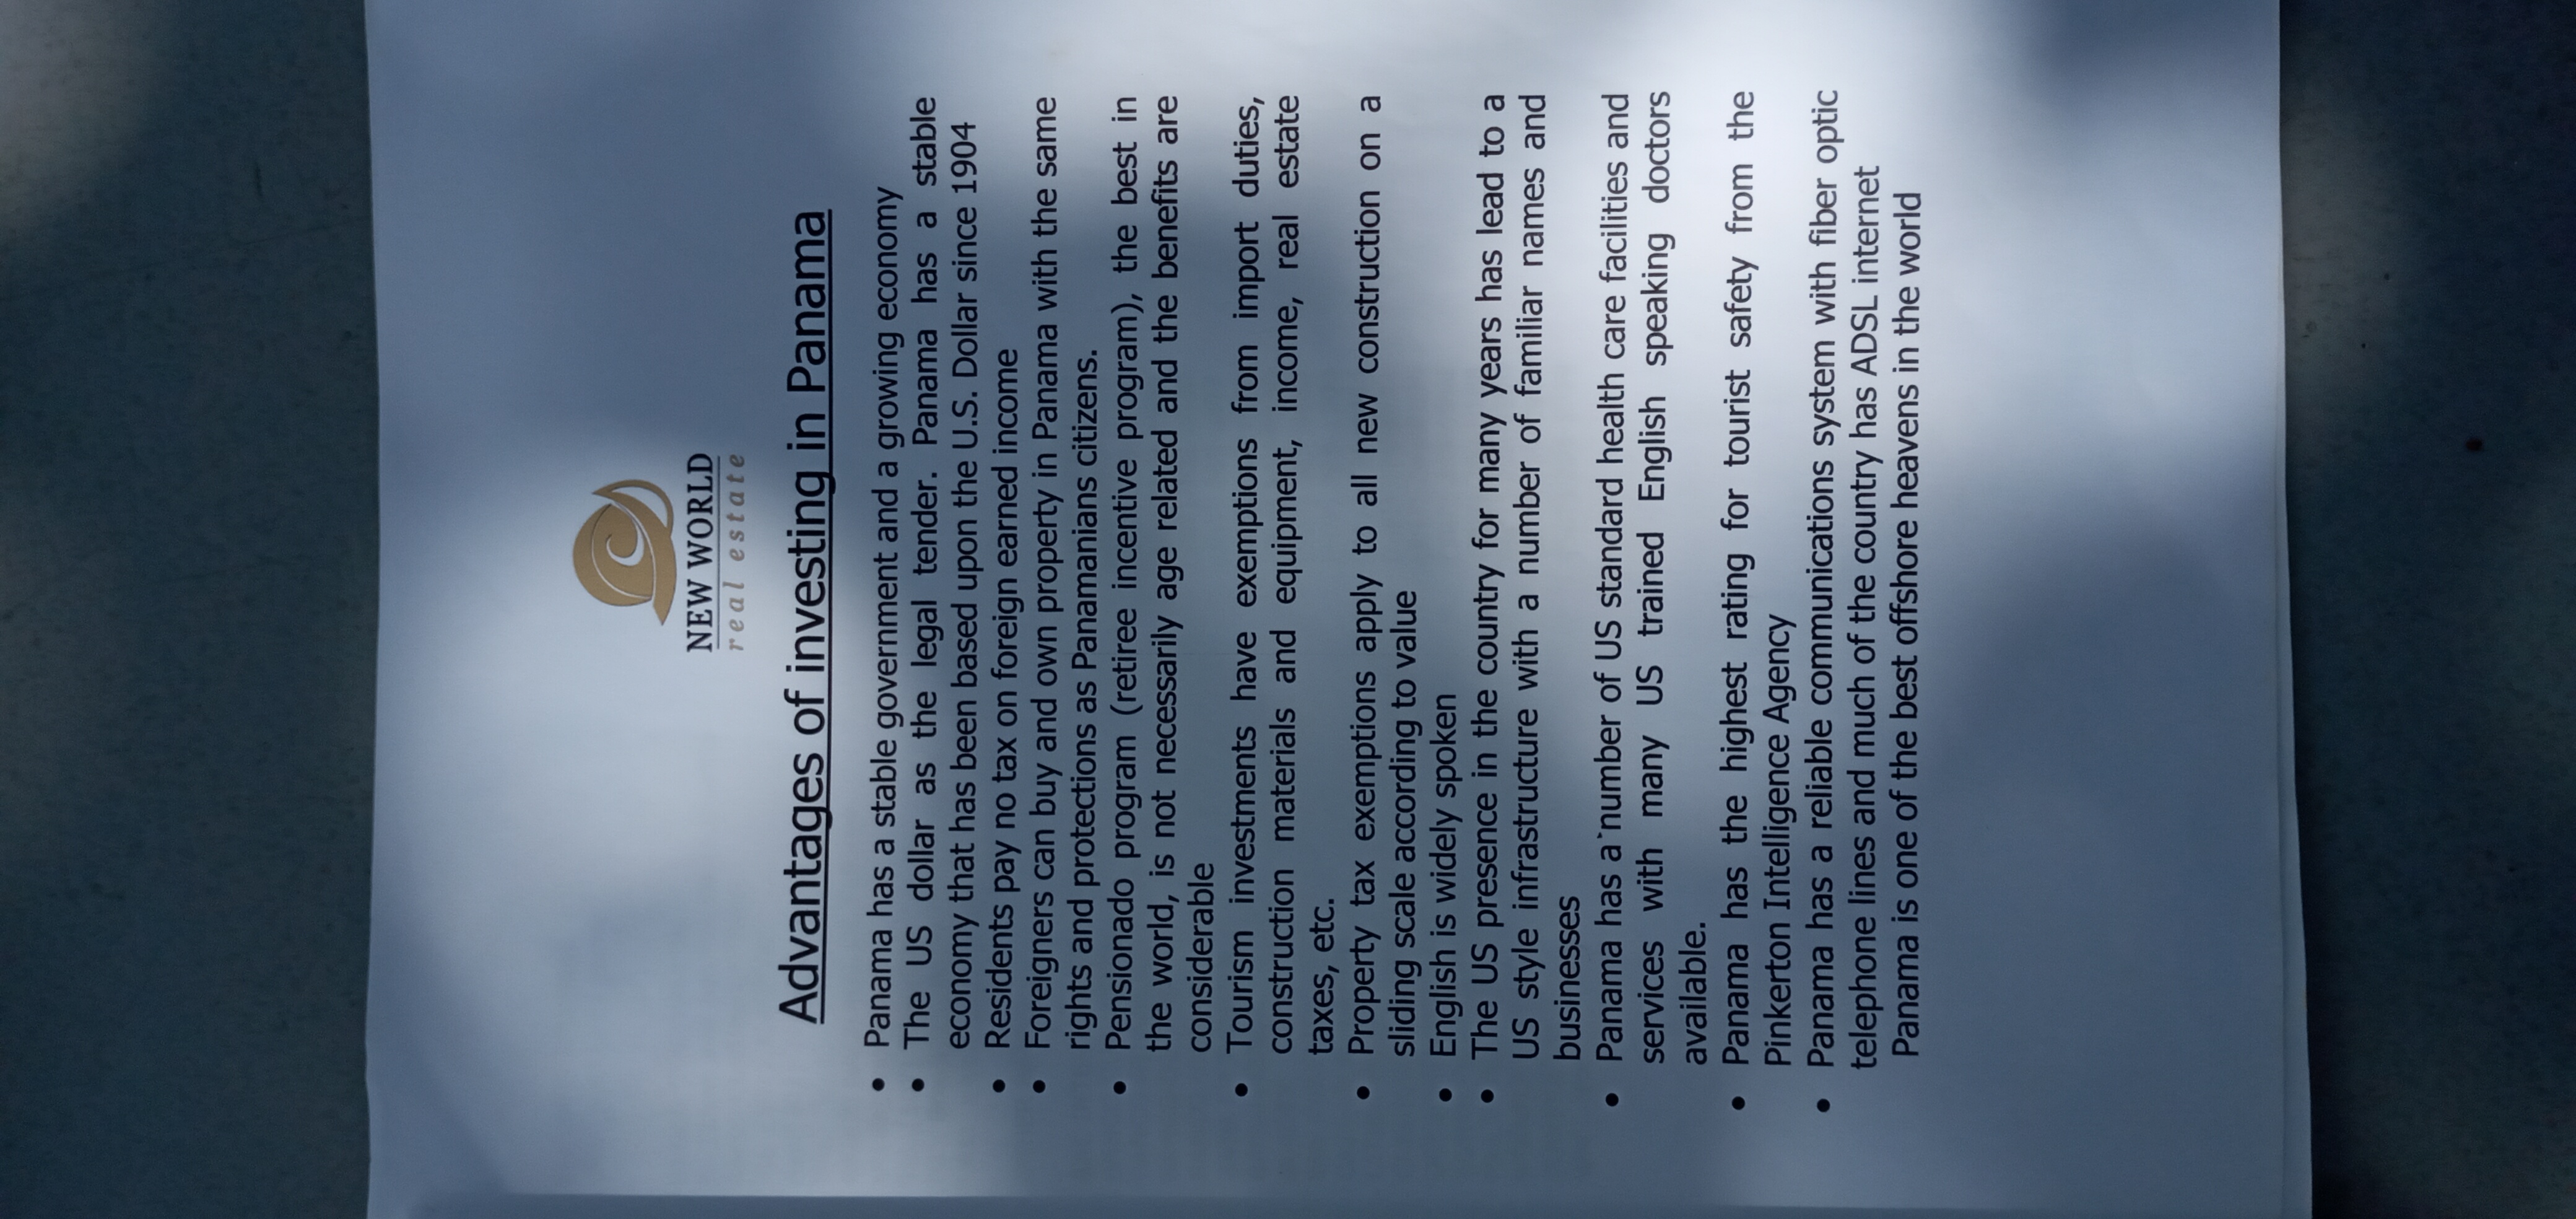 NEW WORLD
real estate
Advantages of investing in Panama
• Panama has a stable government and a growing economy
• The US dollar as the legal tender. Panama has a stable
economy that has been based upon the U.S. Dollar since 1904
• Residents pay no tax on foreign earned income
• Foreigners can buy and own property in Panama with the same
rights and protections as Panamanians citizens.
• Pensionado program (retiree incentive program), the best in
the world, is not necessarily age related and the benefits are
considerable
• Tourism investments have exemptions from import duties,
construction materials and equipment, income, real estate
taxes, etc.
• Property tax exemptions apply to all new construction on a
sliding scale according to value
• English is widely spoken
• The US presence in the country for many years has lead to a
US style infrastructure with a number of familiar names and
businesses
• Panama has a number of US standard health care facilities and
services with many US trained English speaking doctors
available.
• Panama has the highest rating for tourist safety from the
Pinkerton Intelligence Agency
• Panama has a reliable communications system with fiber optic
telephone lines and much of the country has ADSL internet
Panama is one of the best offshore heavens in the world